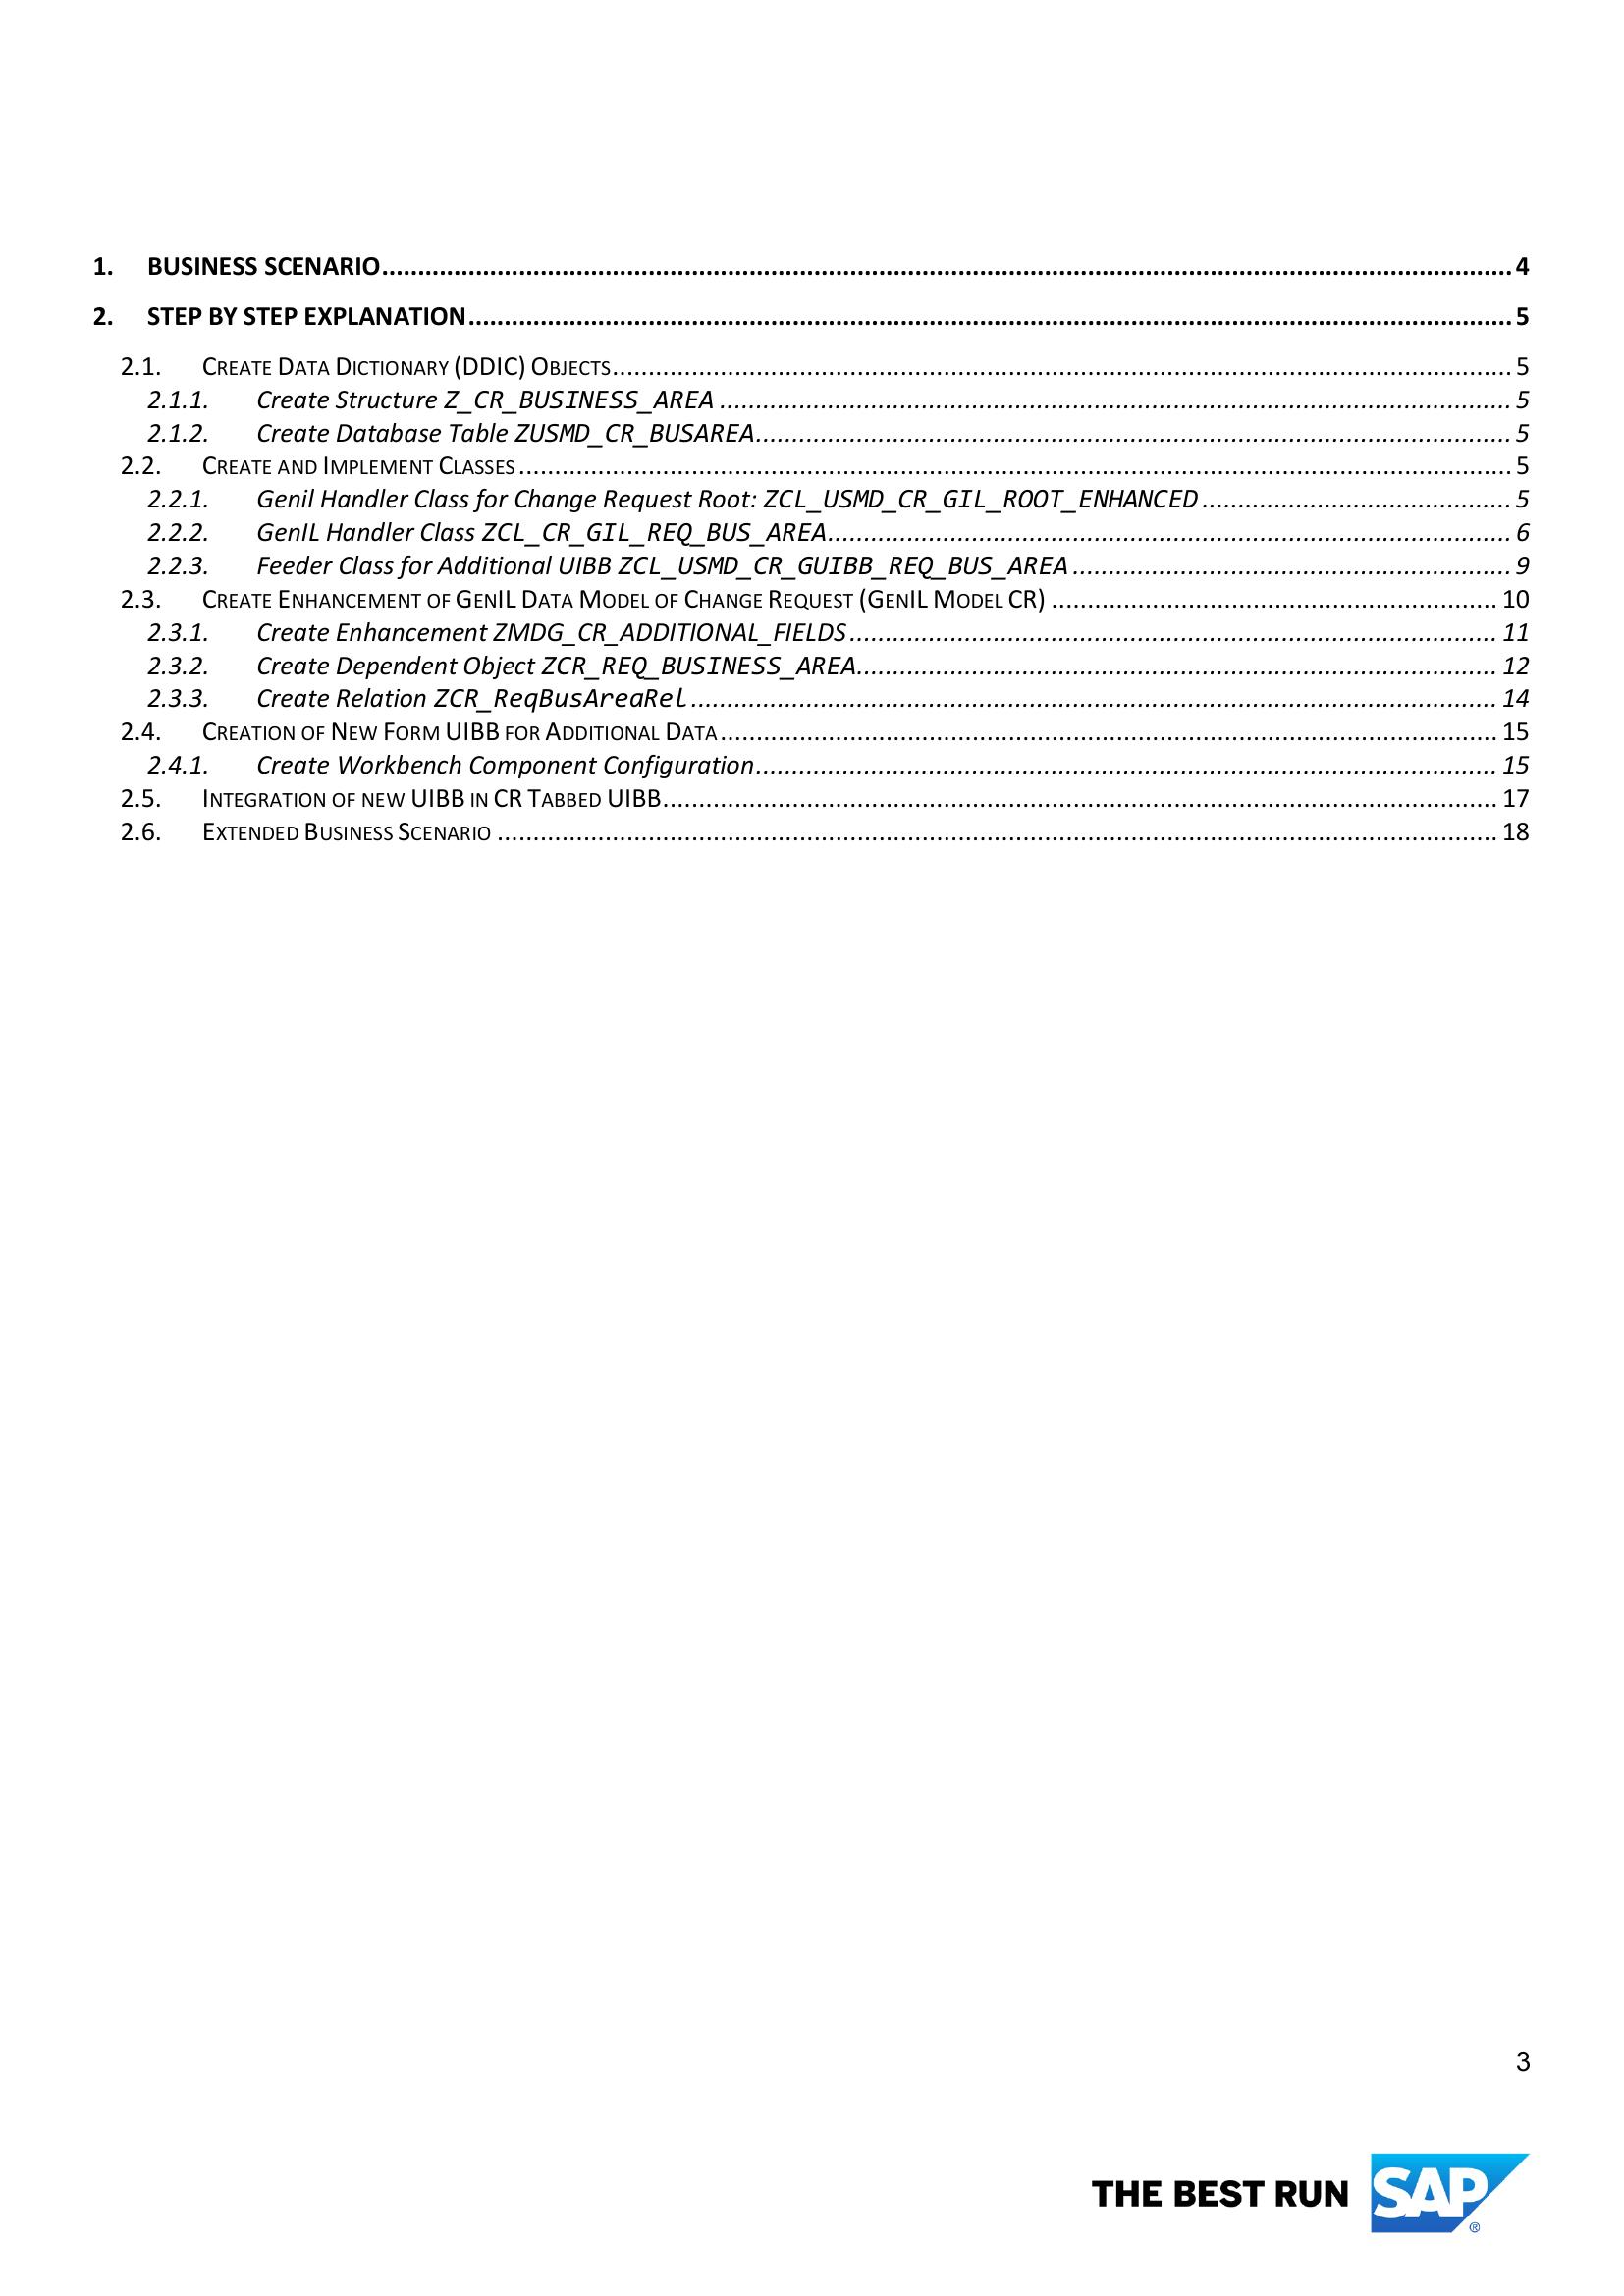 1. BUSINESS SCENARIO........................................4
2. STEP BY STEP EXPLANATION........................................5
2.1. Create Data Dictionary (DDIC) Objects........................................5
2.1.1. Create Structure Z_CR_BUSINESS_AREA ........................................5
2.1.2. Create Database Table ZUSMD_CR_BUSAREA........................................5
2.2. Create and Implement Classes ........................................5
2.2.1. Genil Handler Class for Change Request Root: ZCL_USMD_CR_GIL_ROOT_ENHANCED ........................................5
2.2.2. GenIL Handler Class ZCL_CR_GIL_REQ_BUS_AREA........................................6
2.2.3. Feeder Class for Additional UIBB ZCL_USMD_CR_GUIBB_REQ_BUS_AREA ........................................9
2.3. Create Enhancement of GenIL Data Model of Change Request (GenIL Model CR) ........................................10
2.3.1. Create Enhancement ZMDG_CR_ADDITIONAL_FIELDS ........................................11
2.3.2. Create Dependent Object ZCR_REQ_BUSINESS_AREA........................................12
2.3.3. Create Relation ZCR_ReqBusAreaRel ........................................14
2.4. Creation of New Form UIBB for Additional Data ........................................15
2.4.1. Create Workbench Component Configuration........................................15
2.5. Integration of new UIBB in CR Tabbed UIBB........................................17
2.6. Extended Business Scenario ........................................18
3
THE BEST RUN SAP ®